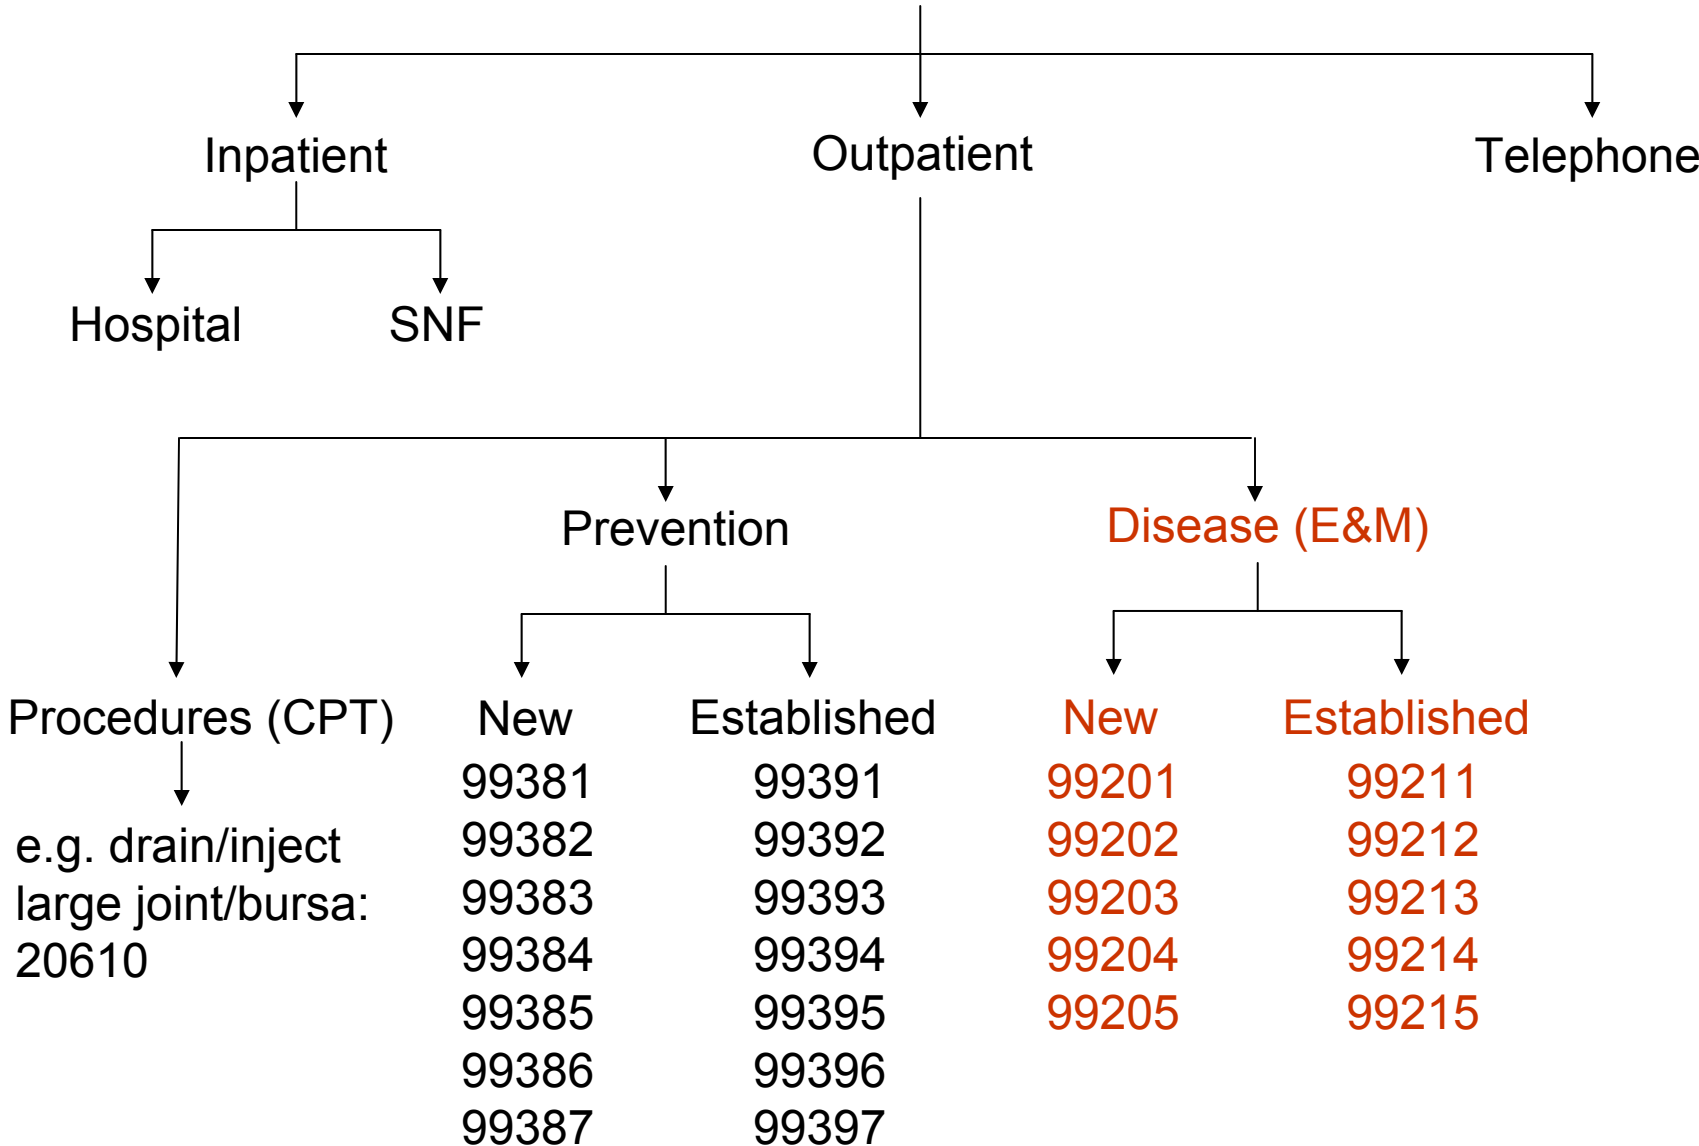 Inpatient
Outpatient
Telephone
Hospital
SNF
Prevention
Disease (E&M)
Procedures (CPT)
e.g. drain/inject
large joint/bursa:
20610
New
99381
99382
99383
99384
99385
99386
99387
Established
99391
99392
99393
99394
99395
99396
99397
New
99201
99202
99203
99204
99205
Established
99211
99212
99213
99214
99215